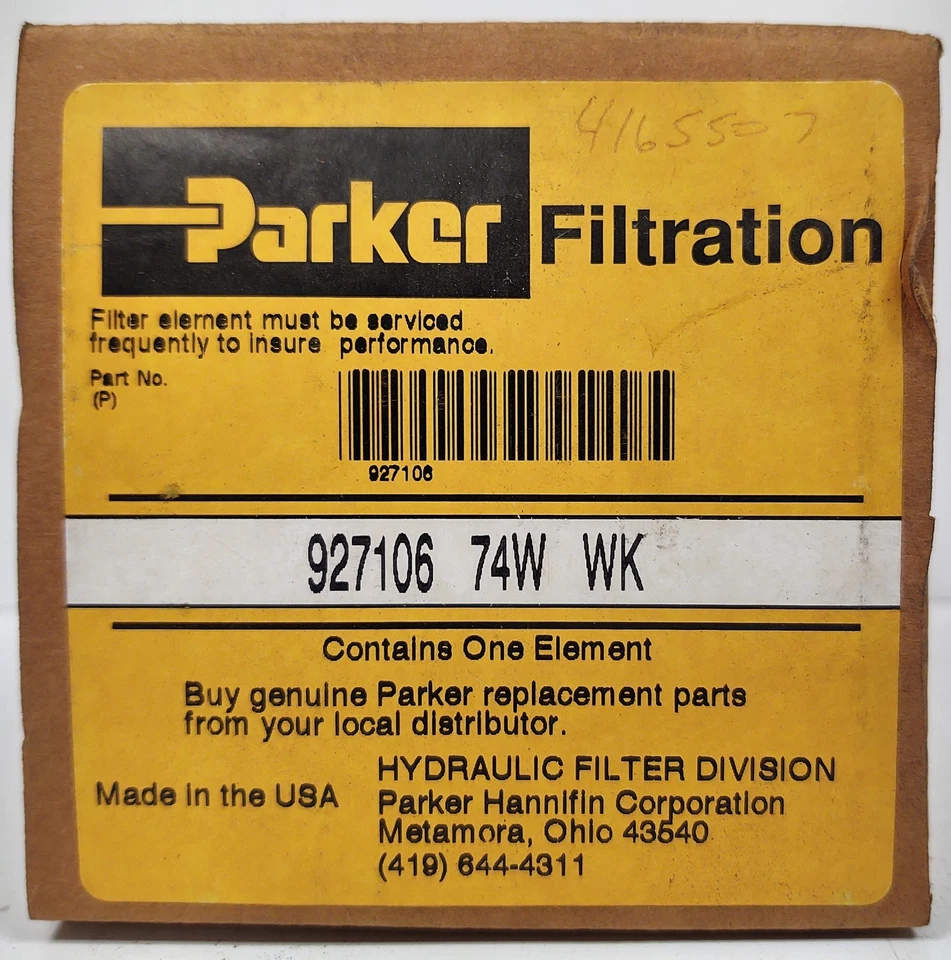 4165507
Parker Filtration
Filter element must be serviced
frequently to insure performance.
Part No.
(P)
927106
927106 74W WK
Contains One Element
Buy genuine Parker replacement parts
from your local distributor.
HYDRAULIC FILTER DIVISION
Made in the USA
Parker Hannifin Corporation
Metamora, Ohio 43540
(419) 644-4311